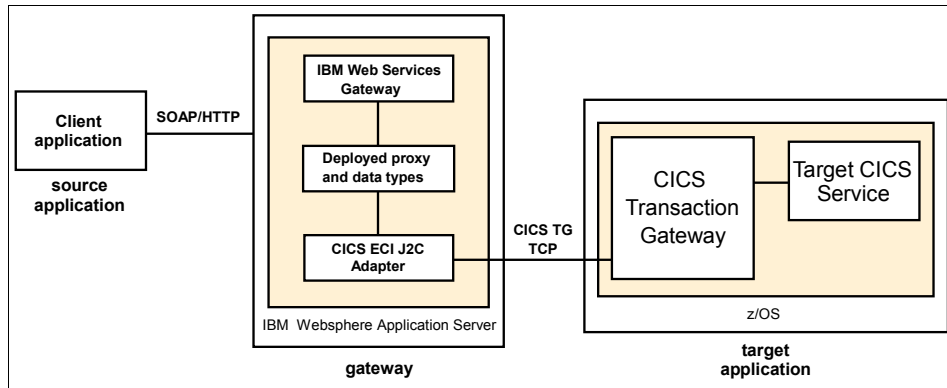 Client
application
source
application
SOAP/HTTP
IBM Web Services
Gateway
Deployed proxy
and data types
CICS ECI J2C
Adapter
IBM Websphere Application Server
gateway
CICS TG
TCP
CICS
Transaction
Gateway
Target CICS
Service
z/OS
target
application